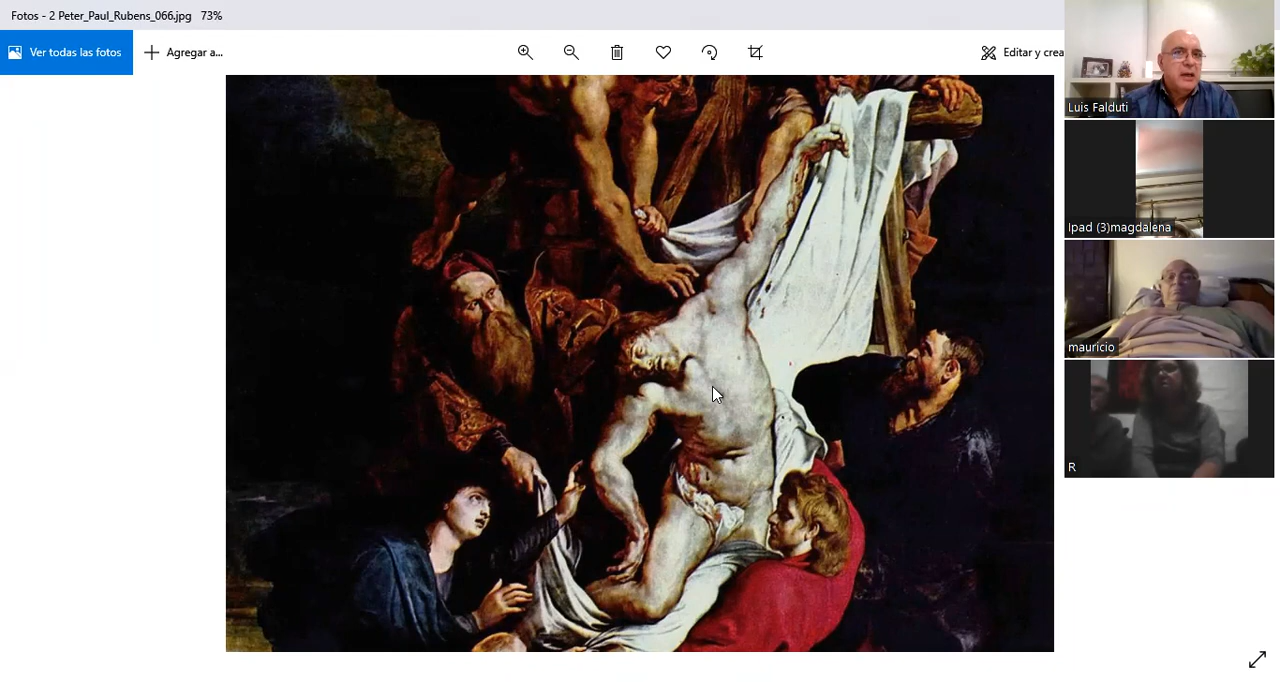 Fotos - 2 Peter_Paul_Rubens_066.jpg 73%
Ver todas las fotos
Agregar a...
Editar y crea
Luis Falduti
Ipad (3)magdalena
mauricio
R